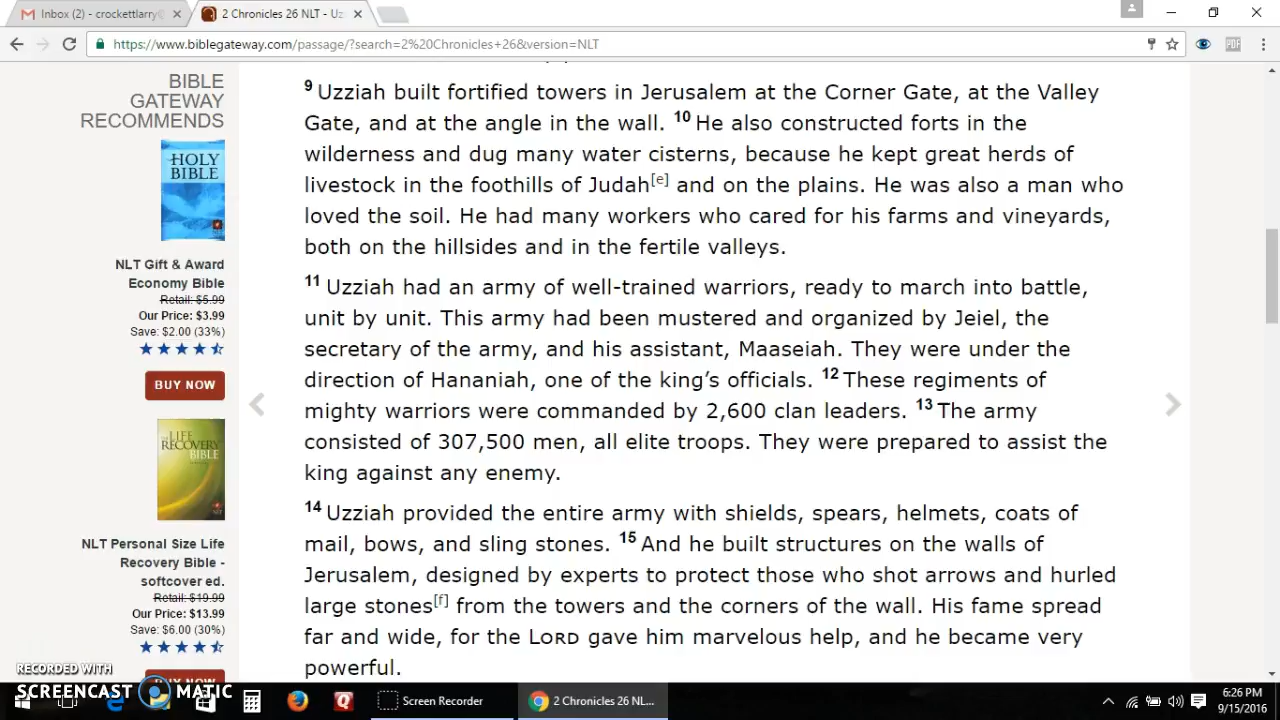 Inbox (2) - crockettlarry@
2 Chronicles 26 NLT - Uz
https://www.biblegateway.com/passage/?search=2%20Chronicles+26&version=NLT
PDF
BIBLE
GATEWAY
RECOMMENDS
HOLY
BIBLE
NLT Gift & Award
Economy Bible
Retail: $5.99
Our Price: $3.99
Save: $2.00 (33%)
BUY NOW
LIFE
RECOVERY
BIBLE
NLT Personal Size Life
Recovery Bible -
softcover ed.
Retail: $19.99
Our Price: $13.99
Save: $6.00 (30%)
BUY NOW
9 Uzziah built fortified towers in Jerusalem at the Corner Gate, at the Valley
Gate, and at the angle in the wall. 10 He also constructed forts in the
wilderness and dug many water cisterns, because he kept great herds of
livestock in the foothills of Judah[e] and on the plains. He was also a man who
loved the soil. He had many workers who cared for his farms and vineyards,
both on the hillsides and in the fertile valleys.
11 Uzziah had an army of well-trained warriors, ready to march into battle,
unit by unit. This army had been mustered and organized by Jeiel, the
secretary of the army, and his assistant, Maaseiah. They were under the
direction of Hananiah, one of the king’s officials. 12 These regiments of
mighty warriors were commanded by 2,600 clan leaders. 13 The army
consisted of 307,500 men, all elite troops. They were prepared to assist the
king against any enemy.
14 Uzziah provided the entire army with shields, spears, helmets, coats of
mail, bows, and sling stones. 15 And he built structures on the walls of
Jerusalem, designed by experts to protect those who shot arrows and hurled
large stones[f] from the towers and the corners of the wall. His fame spread
far and wide, for the LORD gave him marvelous help, and he became very
powerful.
RECORDED WITH
SCREENCAST MATIC
Screen Recorder
2 Chronicles 26 NL...
6:26 PM
9/15/2016